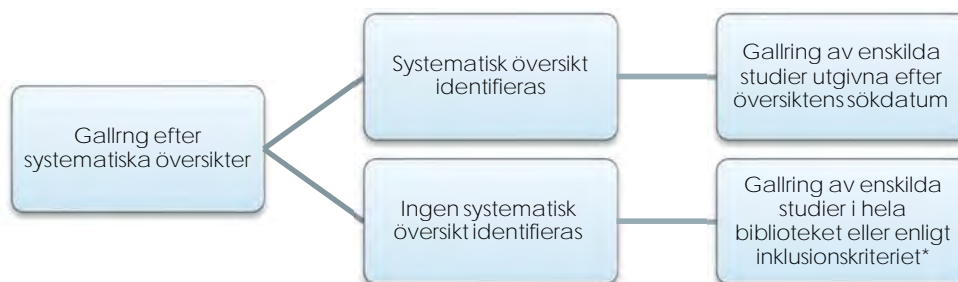 Gallrng efter
systematiska översikter
Systematisk översikt
identifieras
Gallring av enskilda
studier utgivna efter
översiktens sökdatum
Ingen systematisk
översikt identifieras
Gallring av enskilda
studier i hela
biblioteket eller enligt
inklusionskriteriet*